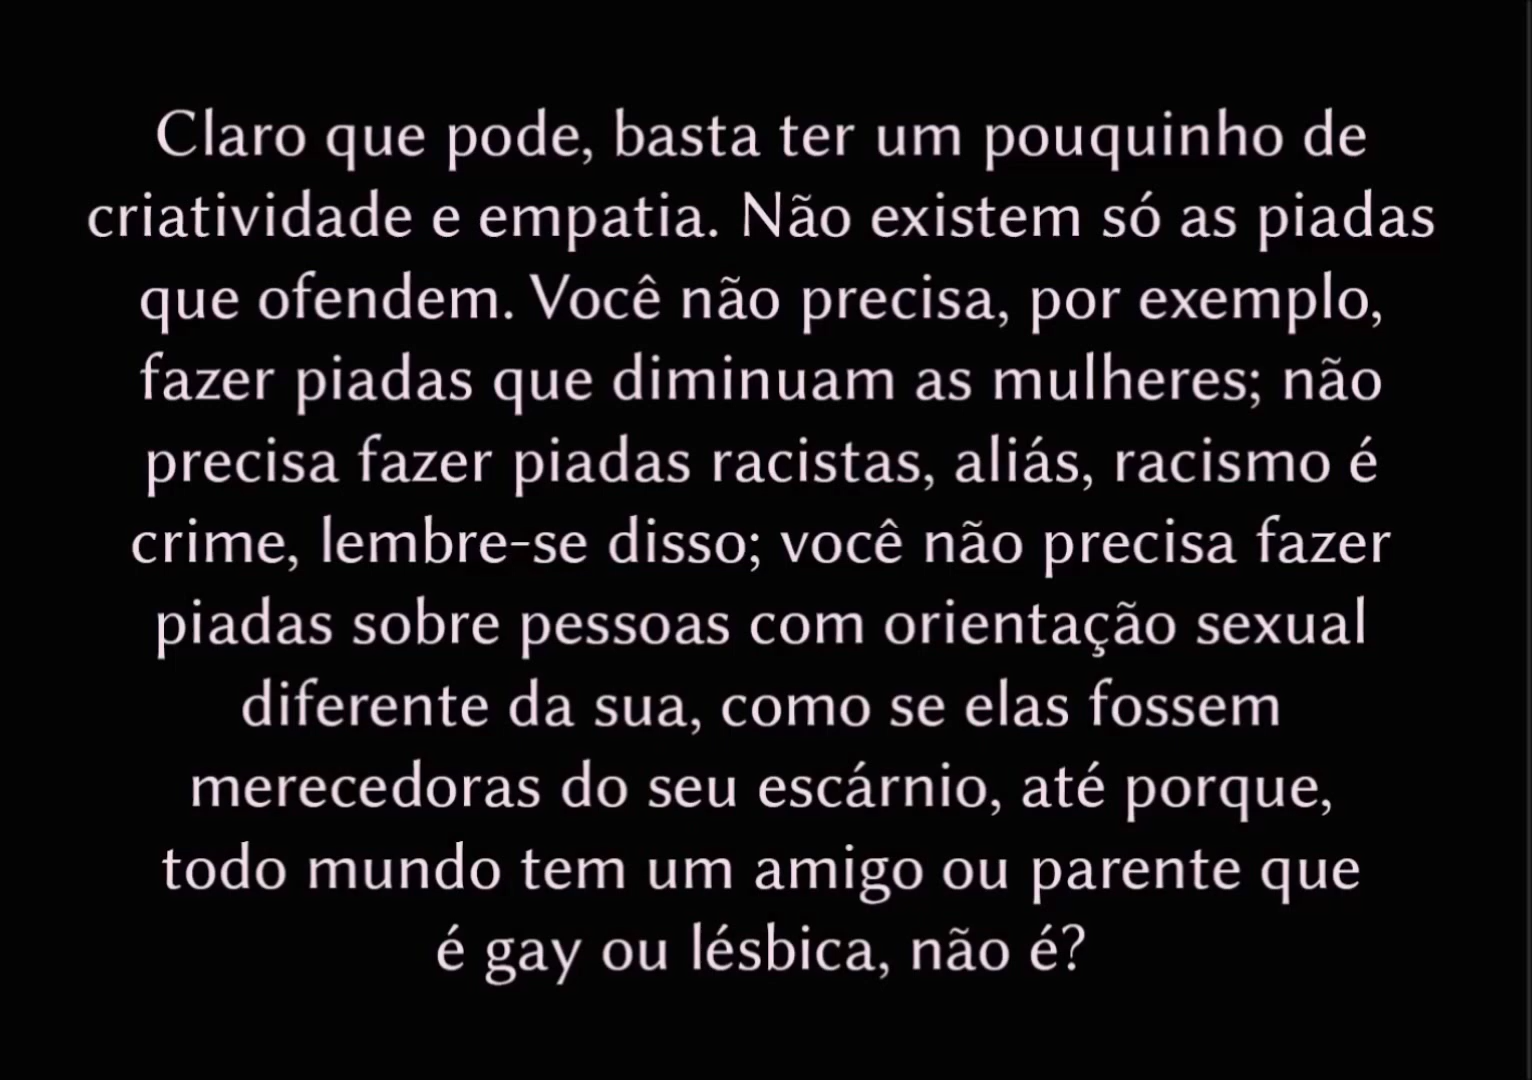 Claro que pode, basta ter um pouquinho de
criatividade e empatia. Não existem só as piadas
que ofendem. Você não precisa, por exemplo,
fazer piadas que diminuam as mulheres; não
precisa fazer piadas racistas, aliás, racismo é
crime, lembre-se disso; você não precisa fazer
piadas sobre pessoas com orientação sexual
diferente da sua, como se elas fossem
merecedoras do seu escárnio, até porque,
todo mundo tem um amigo ou parente que
é gay ou lésbica, não é?